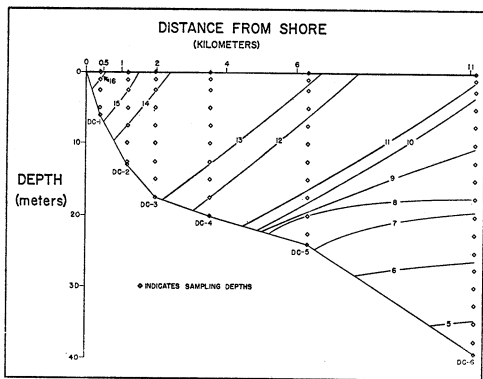 DISTANCE FROM SHORE
(KILOMETERS)
0 0.5 1 2 4 6 11
0
16
15
14
13
12
11
10
9
8
7
6
5
DC-1
DC-2
DC-3
DC-4
DC-5
DC-6
10
DEPTH
(meters)
20
30
40
INDICATES SAMPLING DEPTHS